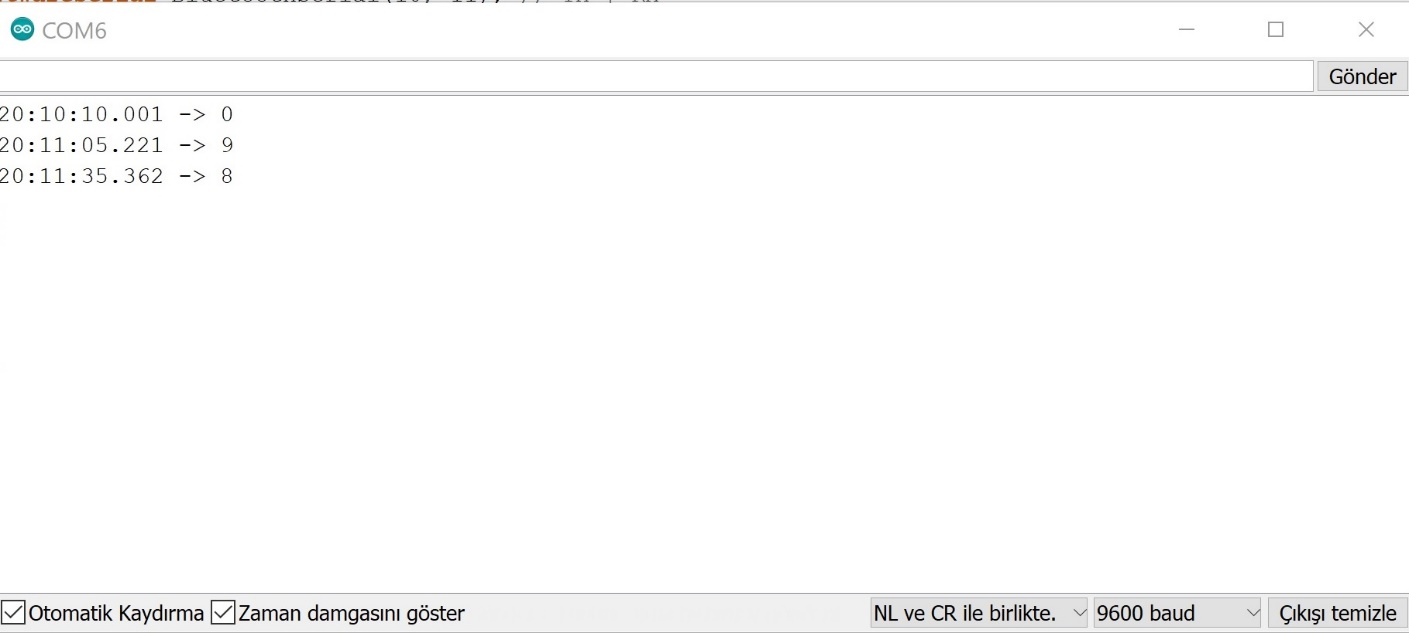 COM6
Gönder
20:10:10.001 -> 0
20:11:05.221 -> 9
20:11:35.362 -> 8
Otomatik Kaydırma Zaman damgasını göster NL ve CR ile birlikte. 9600 baud Çıkışı temizle